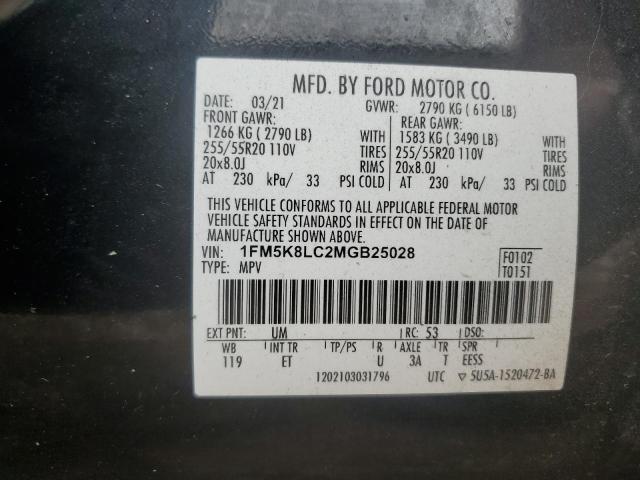 MFD. BY FORD MOTOR CO.
DATE: 03/21 GVWR: 2790 KG ( 6150 LB)
FRONT GAWR: REAR GAWR:
1266 KG ( 2790 LB) WITH 1583 KG ( 3490 LB) WITH
255/55R20 110V TIRES 255/55R20 110V TIRES
20x8.0J RIMS 20x8.0J RIMS
AT 230 kPa/ 33 PSI COLD AT 230 kPa/ 33 PSI COLD
THIS VEHICLE CONFORMS TO ALL APPLICABLE FEDERAL MOTOR
VEHICLE SAFETY STANDARDS IN EFFECT ON THE DATE OF
MANUFACTURE SHOWN ABOVE.
VIN: 1FM5K8LC2MGB25028 F0102
TYPE: MPV T0151
EXT PNT: UM RC: 53 DSO:
WB INT TR TP/PS R AXLE TR SPR
119 ET U 3A T EESS
1202103031796 UTC ▽ 5U5A-1520472-BA